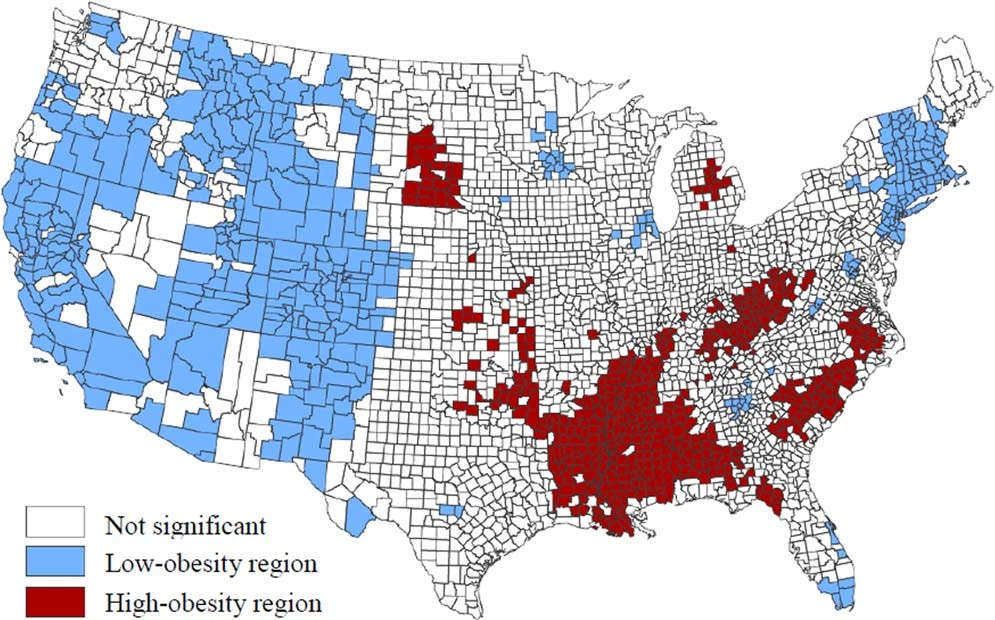 Not significant
Low-obesity region
High-obesity region